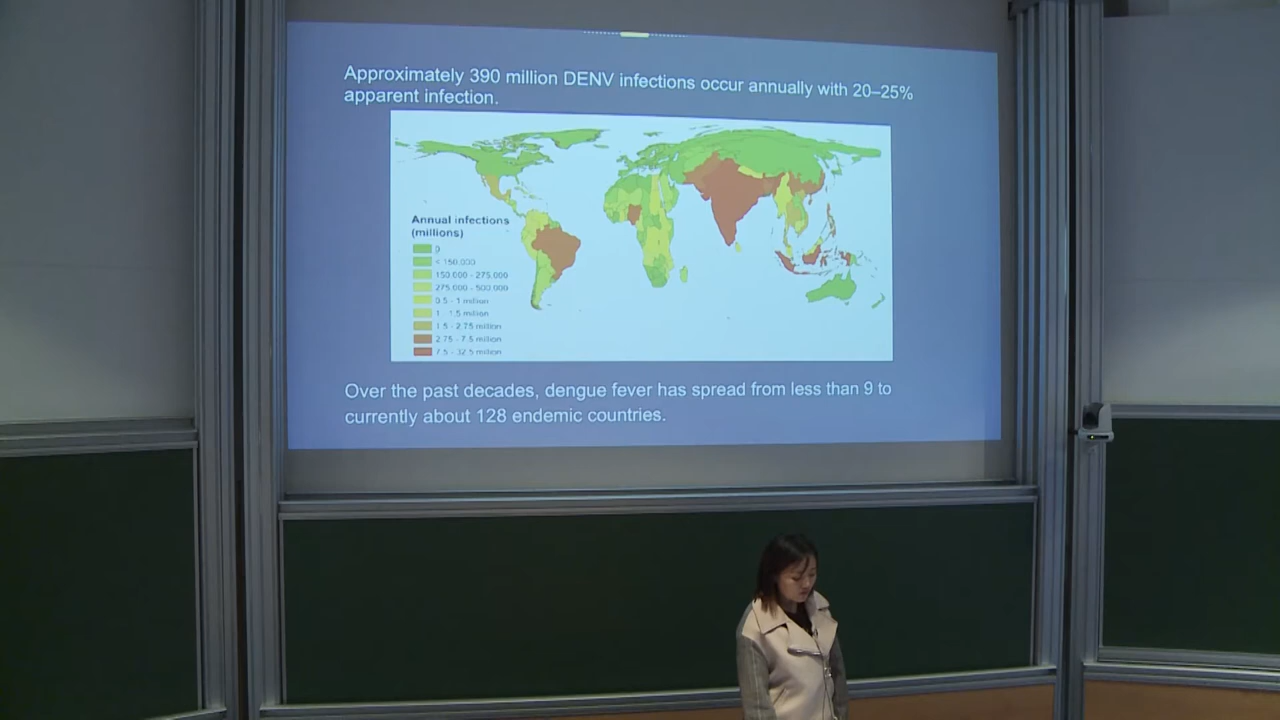 Approximately 390 million DENV infections occur annually with 20–25%
apparent infection.
Annual infections
(millions)
0
< 150.000
150.000 - 275.000
275.000 - 500.000
0.5 - 1 million
1 - 1.5 million
1.5 - 2.75 million
2.75 - 7.5 million
7.5 - 32.5 million
Over the past decades, dengue fever has spread from less than 9 to
currently about 128 endemic countries.